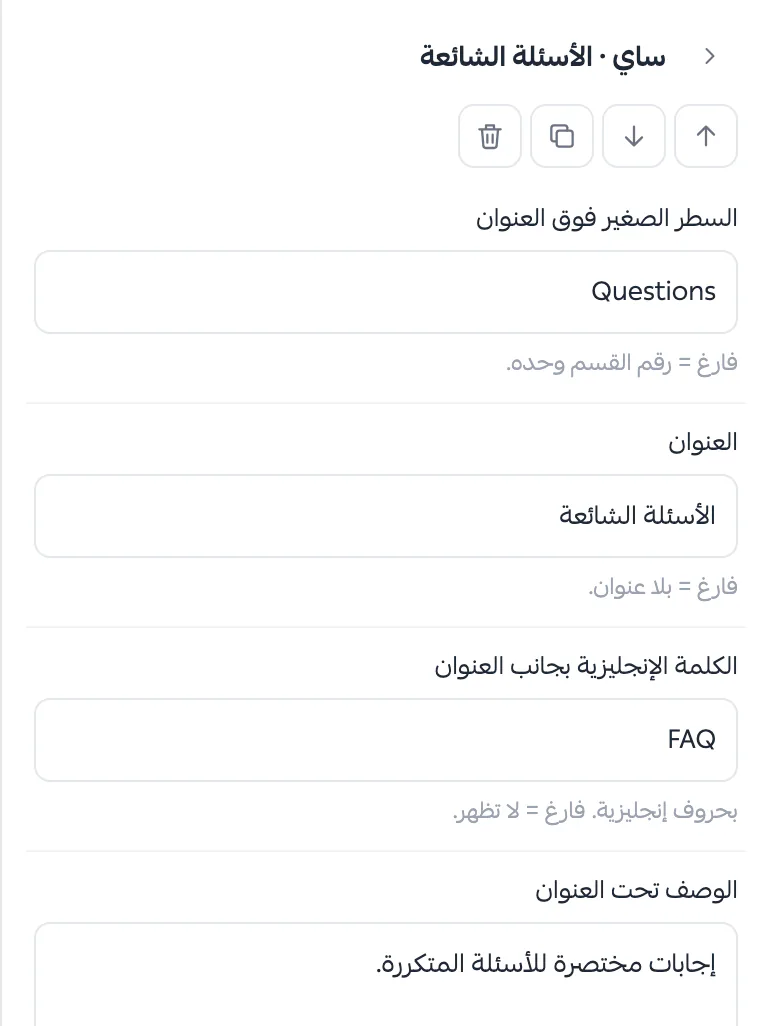 ساي · الأسئلة الشائعة
السطر الصغير فوق العنوان
Questions
فارغ = رقم القسم وحده.
العنوان
الأسئلة الشائعة
فارغ = بلا عنوان.
الكلمة الإنجليزية بجانب العنوان
FAQ
بحروف إنجليزية. فارغ = لا تظهر.
الوصف تحت العنوان
إجابات مختصرة للأسئلة المتكررة.